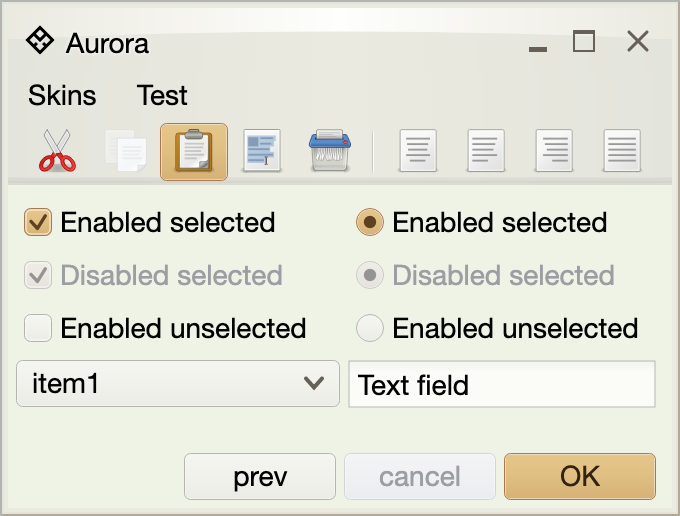 Aurora
Skins Test
Enabled selected Enabled selected
Disabled selected Disabled selected
Enabled unselected Enabled unselected
item1 Text field
prev cancel OK